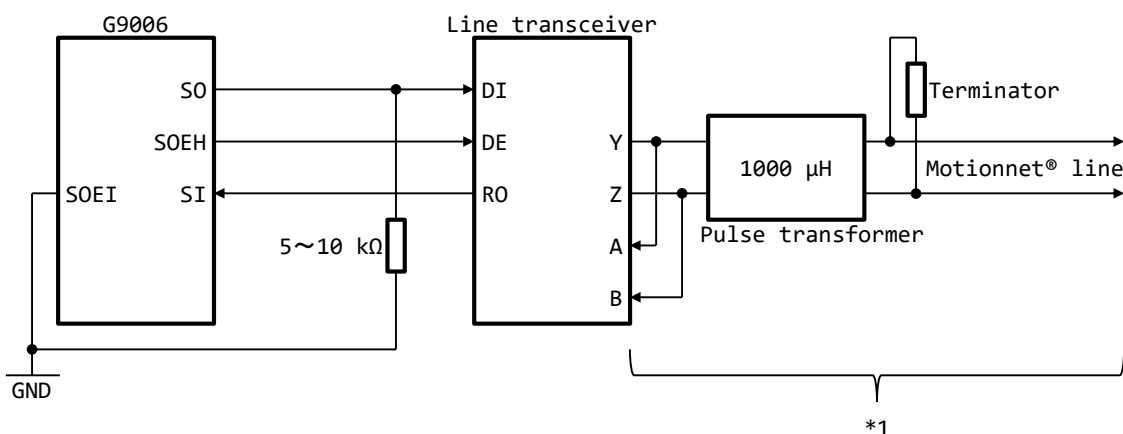 G9006
Line transceiver
SO
DI
Terminator
SOEH
DE
Y
1000 μH
Motionnet® line
SOEI
SI
RO
Z
Pulse transformer
5～10 kΩ
A
B
GND
*1